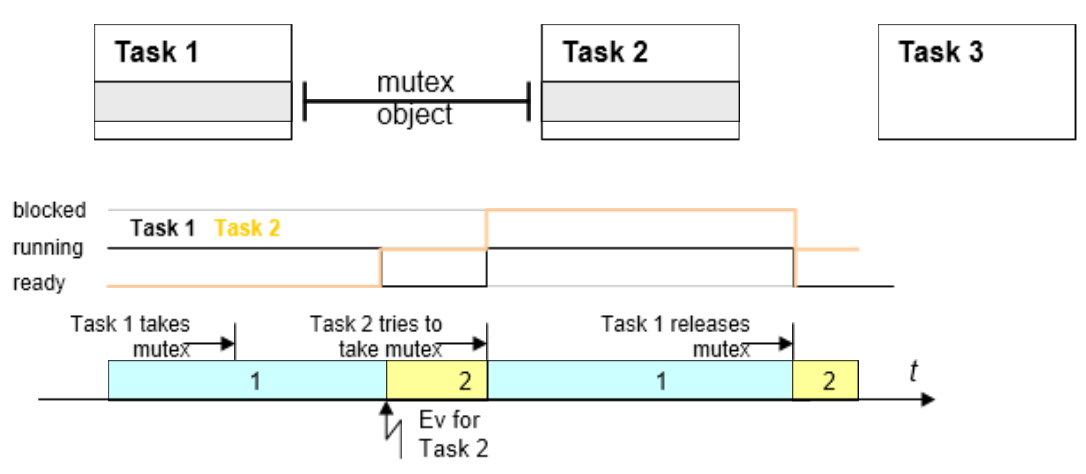 Task 1
Task 2
Task 3
mutex
object
blocked
Task 1 Task 2
running
ready
Task 1 takes
mutex
Task 2 tries to
take mutex
Task 1 releases
mutex
1
2
1
2
t
Ev for
Task 2